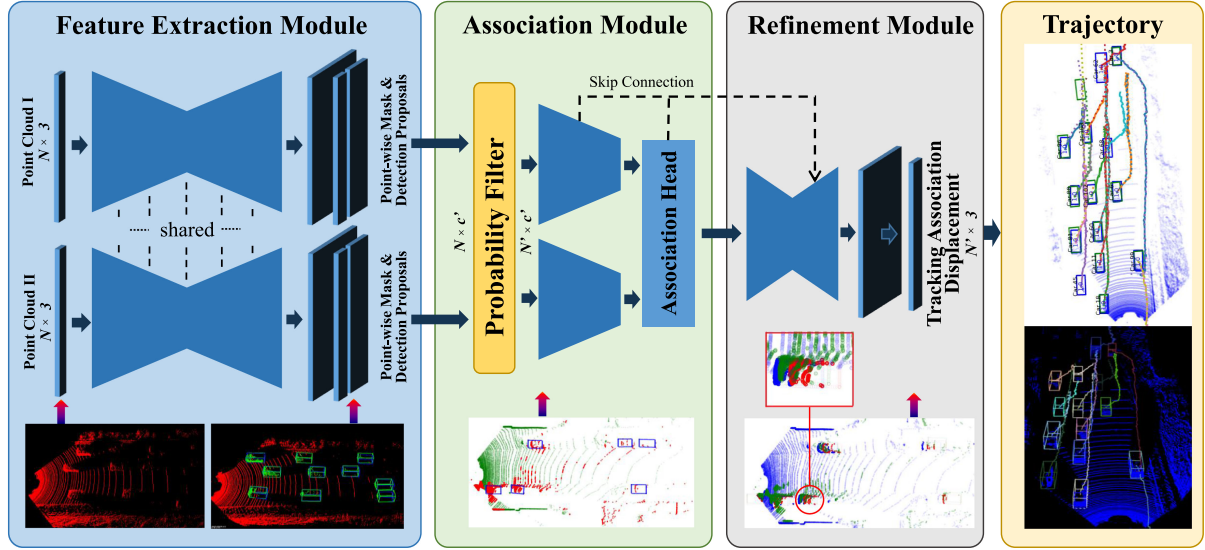 Feature Extraction Module
Point Cloud I
N × 3
Point-wise Mask &
Detection Proposals
shared
Point Cloud II
N × 3
Point-wise Mask &
Detection Proposals
Association Module
Probability Filter
N × c'
N' × c'
Skip Connection
Association Head
Refinement Module
Tracking Association
Displacement
N' × 3
Trajectory